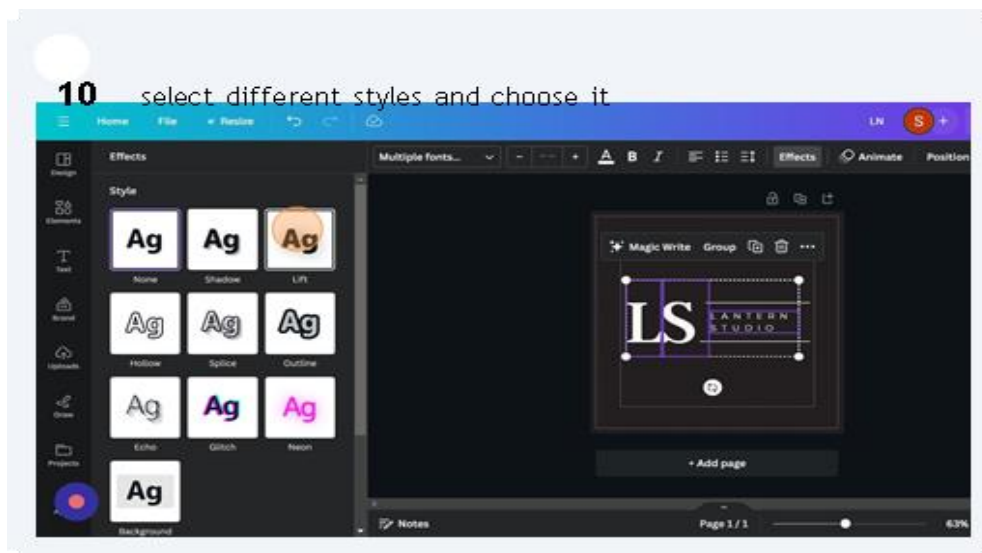 10 select different styles and choose it
Home File Resize LN S +
Design
Elements
Text
Brand
Uploads
Draw
Projects
Effects
Style
Ag Ag Ag
None Shadow Lift
Ag Ag Ag
Hollow Splice Outline
Ag Ag Ag
Echo Glitch Neon
Ag
Background
Multiple fonts... - -- + A B I Effects Animate Position
Magic Write Group ...
LS LANTERN
STUDIO
+ Add page
Notes Page 1 / 1 63%